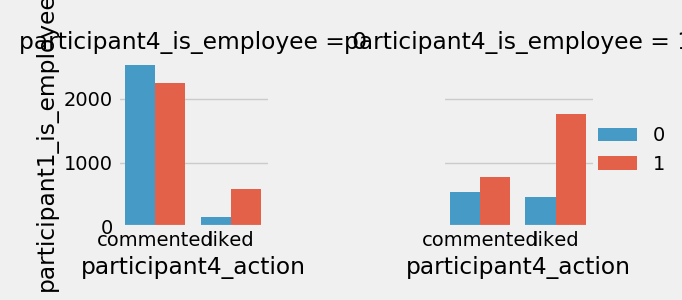 participant4_is_employee = 0
participant4_is_employee = 1
participant1_is_employee
2000
1000
0
commented
liked
commented
liked
participant4_action
participant4_action
0
1